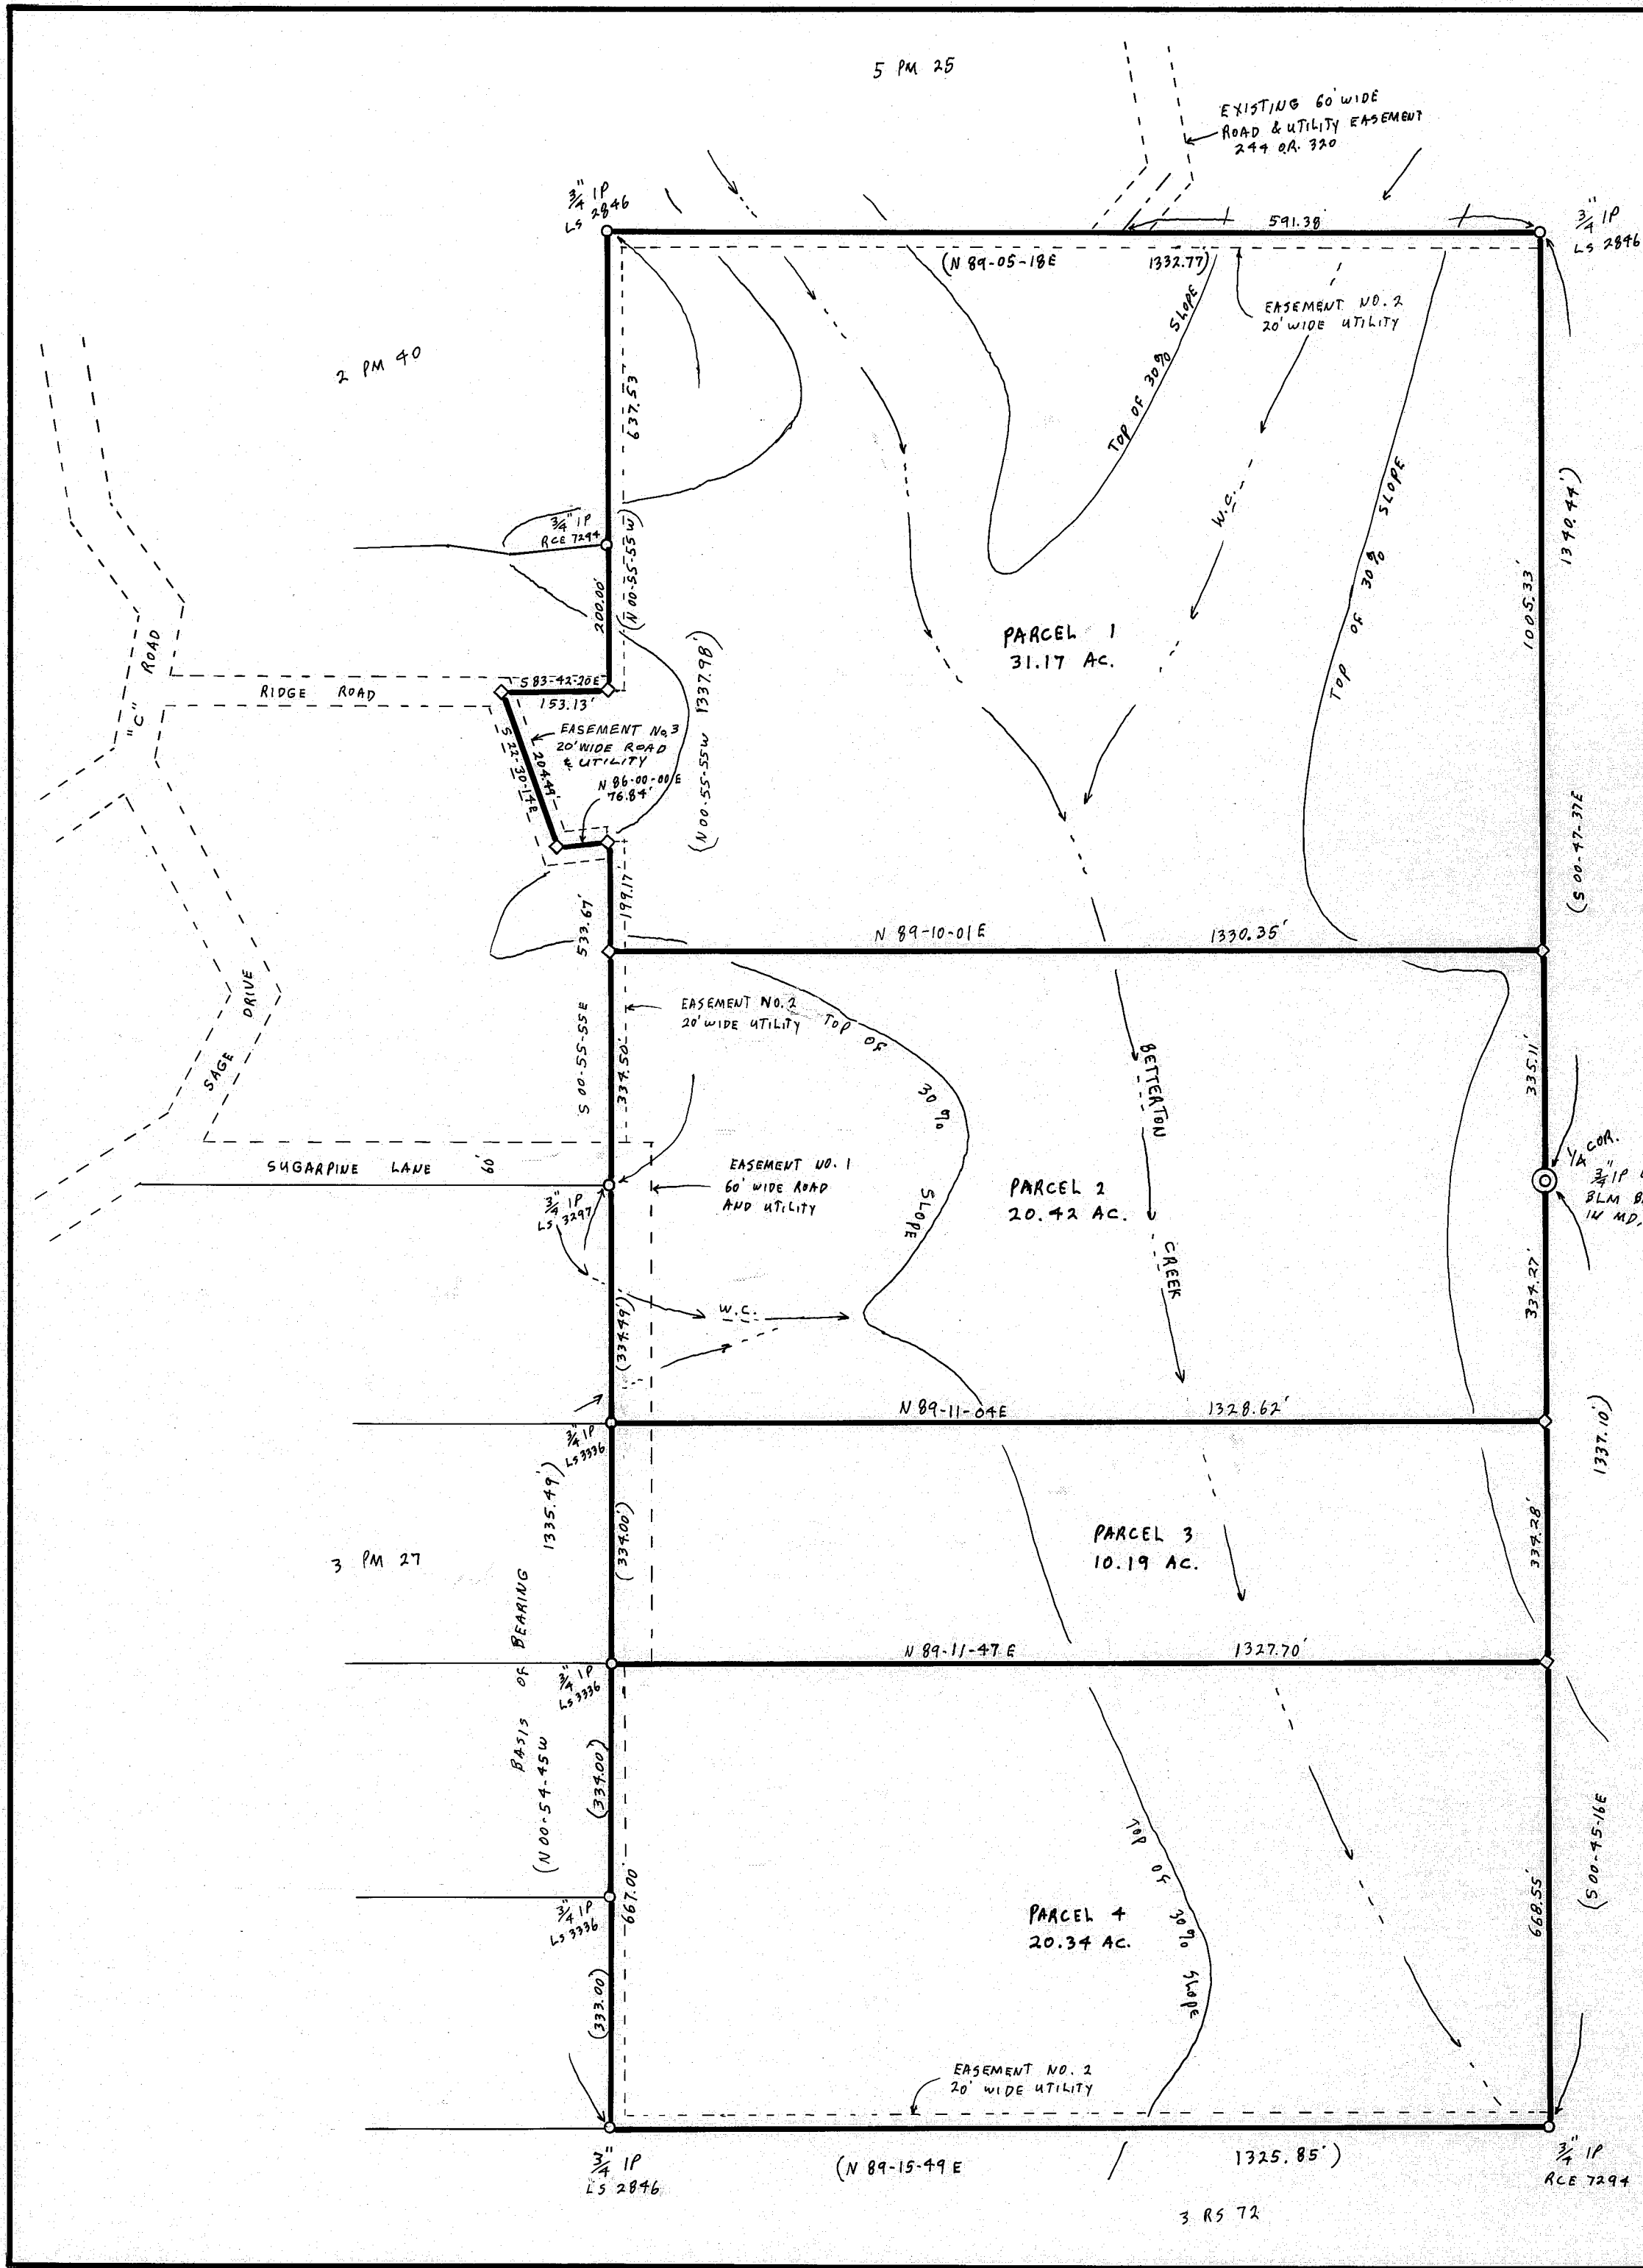 5 PM 25
EXISTING 60' WIDE
ROAD & UTILITY EASEMENT
244 O.R. 320
3/4" IP
LS 2846
591.38'
3/4" IP
LS 2846
(N 89-05-18E 1332.77)
EASEMENT NO. 2
20' WIDE UTILITY
TOP OF 30% SLOPE
2 PM 40
637.53'
W.C.
TOP OF 30% SLOPE
(1340.44')
1005.33'
3/4" IP
RCE 7294
(N 00-55-55W)
200.00'
PARCEL 1
31.17 AC.
"C" ROAD
RIDGE ROAD
S 83-42-20E
153.13'
EASEMENT No. 3
20' WIDE ROAD
& UTILITY
S 22-30-14E
204.49'
N 86-00-00E
76.84'
(N 00-55-55W 1337.98')
(S 00-47-37E
199.17'
533.67'
N 89-10-01E 1330.35'
SAGE DRIVE
S 00-55-55E
EASEMENT NO. 2
20' WIDE UTILITY
TOP OF 30% SLOPE
334.50'
BETTERTON CREEK
335.11'
SUGARPINE LANE 60'
EASEMENT NO. 1
60' WIDE ROAD
AND UTILITY
PARCEL 2
20.42 AC.
1/4 COR.
3/4" IP
BLM
IN MD.
3/4" IP
LS 3297
W.C.
(334.49')
334.27'
N 89-11-04E 1328.62'
3/4" IP
LS 3336
1335.49')
1337.10')
(334.00')
PARCEL 3
10.19 AC.
334.28'
3 PM 27
BASIS OF BEARING
(N 00-54-45W
N 89-11-47E 1327.70'
3/4" IP
LS 3336
(334.00')
3/4" IP
LS 3336
667.00'
TOP OF 30% SLOPE
PARCEL 4
20.34 AC.
668.55'
(S 00-45-16E
(333.00')
EASEMENT NO. 2
20' WIDE UTILITY
3/4" IP
LS 2846
(N 89-15-49E 1325.85')
3/4" IP
RCE 7294
3 RS 72